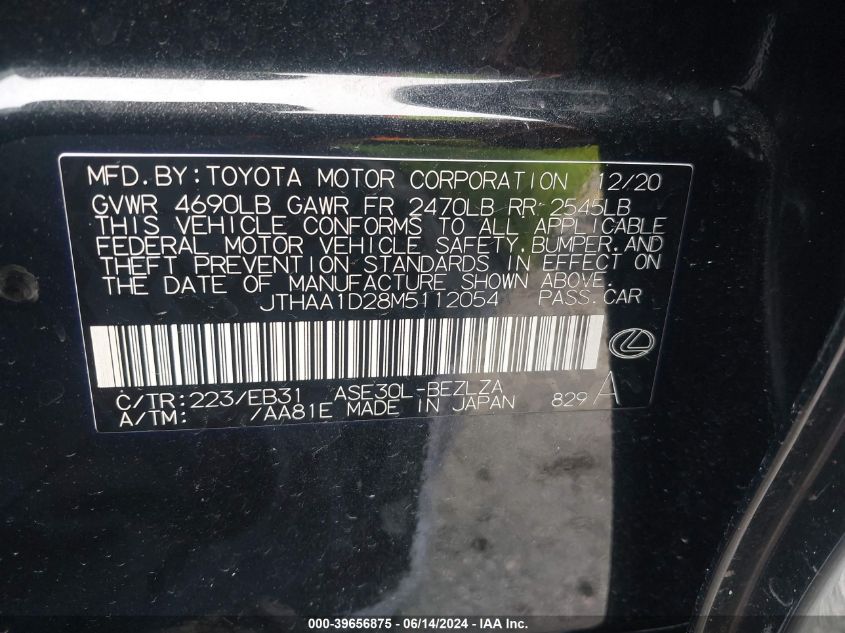 MFD.BY:TOYOTA MOTOR CORPORATION 12/20
GVWR 4690LB GAWR FR 2470LB RR 2545LB
THIS VEHICLE CONFORMS TO ALL APPLICABLE
FEDERAL MOTOR VEHICLE SAFETY,BUMPER,AND
THEFT PREVENTION STANDARDS IN EFFECT ON
THE DATE OF MANUFACTURE SHOWN ABOVE.
JTHAA1D28M5112054 PASS.CAR
C/TR:223/EB31 ASE30L-BEZLZA
A/TM: /AA81E MADE IN JAPAN 829 A
000-39656875 - 06/14/2024 - IAA Inc.